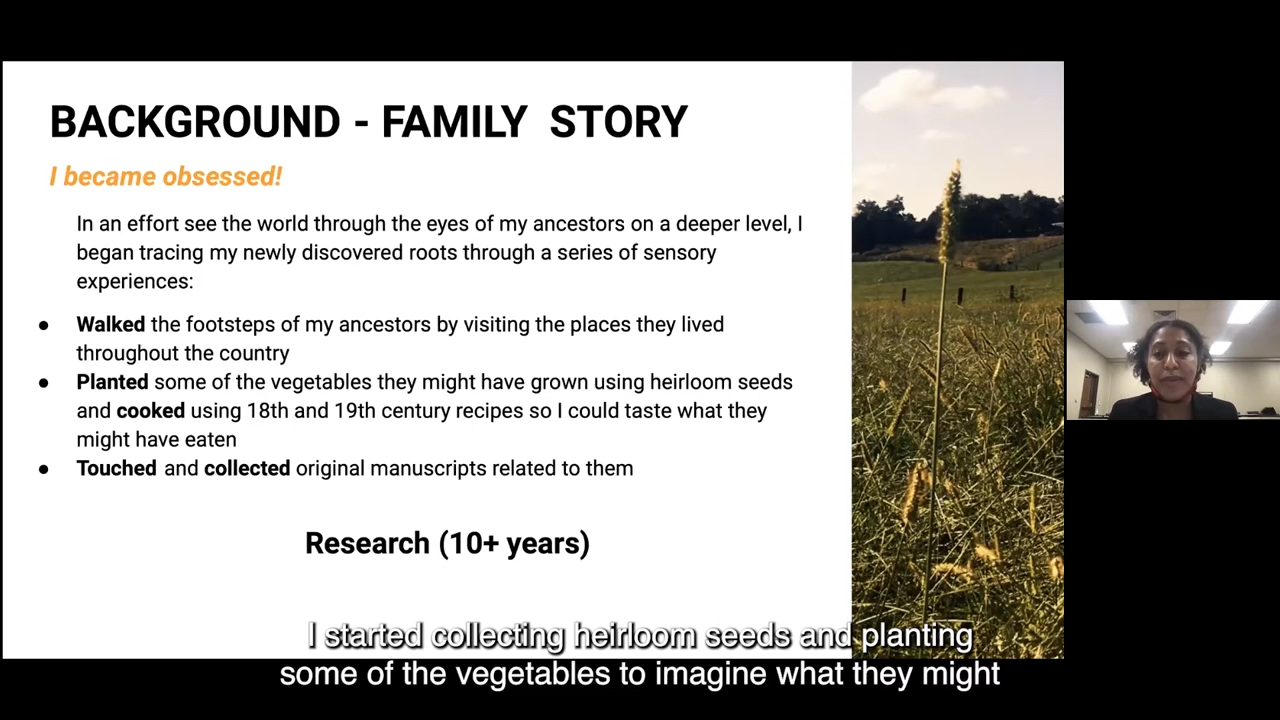 BACKGROUND - FAMILY STORY
I became obsessed!
In an effort see the world through the eyes of my ancestors on a deeper level, I
began tracing my newly discovered roots through a series of sensory
experiences:
● Walked the footsteps of my ancestors by visiting the places they lived
throughout the country
● Planted some of the vegetables they might have grown using heirloom seeds
and cooked using 18th and 19th century recipes so I could taste what they
might have eaten
● Touched and collected original manuscripts related to them
Research (10+ years)
I started collecting heirloom seeds and planting
some of the vegetables to imagine what they might